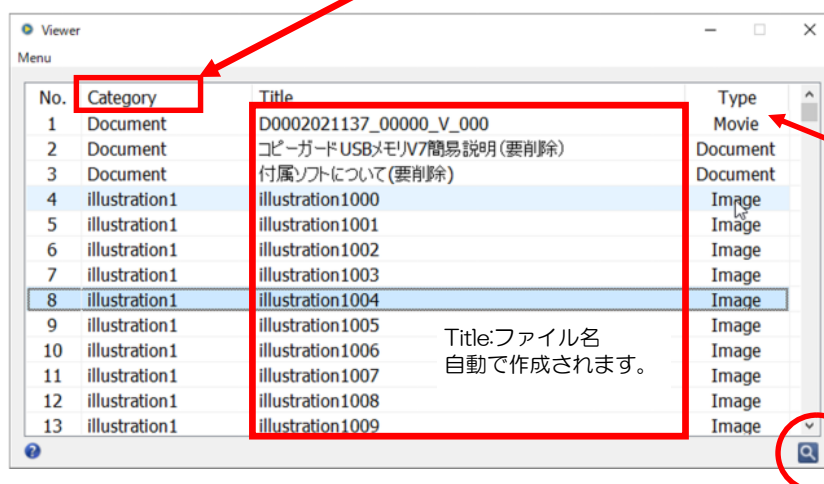 Viewer
Menu
No. Category Title Type
1 Document D0002021137_00000_V_000 Movie
2 Document コピーガードUSBメモリV7簡易説明(要削除) Document
3 Document 付属ソフトについて(要削除) Document
4 illustration1 illustration1000 Image
5 illustration1 illustration1001 Image
6 illustration1 illustration1002 Image
7 illustration1 illustration1003 Image
8 illustration1 illustration1004 Image
9 illustration1 illustration1005 Image
10 illustration1 illustration1006 Image
11 illustration1 illustration1007 Image
12 illustration1 illustration1008 Image
13 illustration1 illustration1009 Image
Title:ファイル名
自動で作成されます。